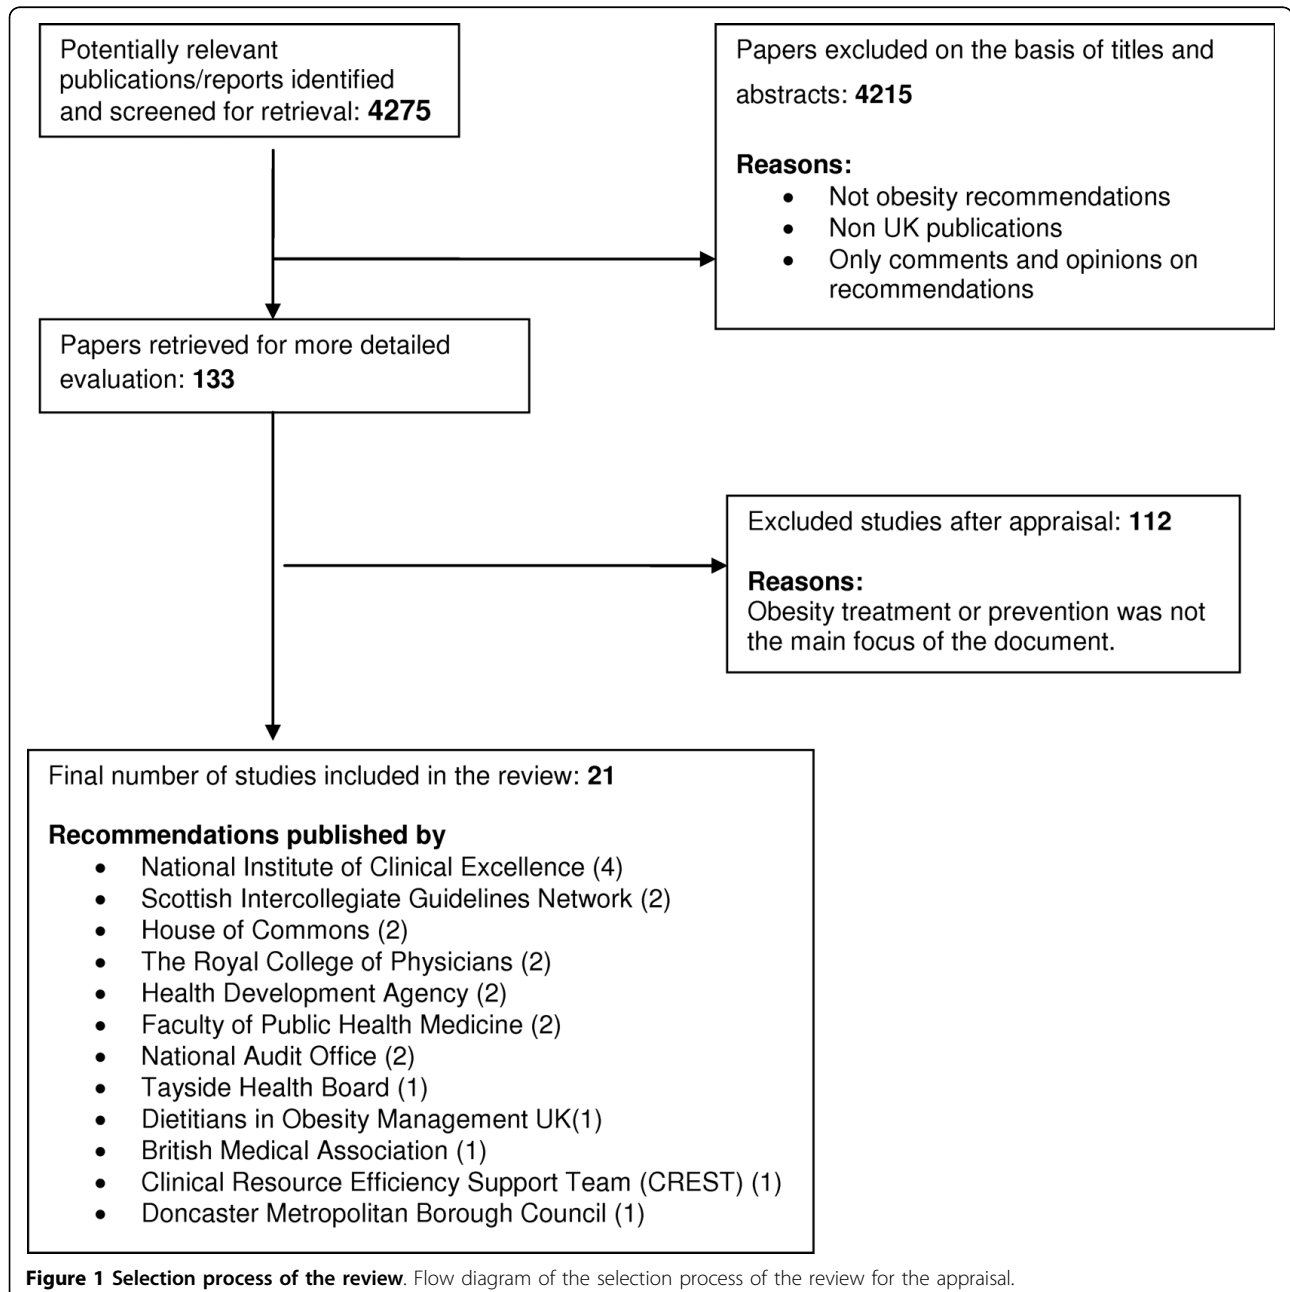 Potentially relevant
publications/reports identified
and screened for retrieval: 4275
Papers excluded on the basis of titles and
abstracts: 4215
Reasons:
• Not obesity recommendations
• Non UK publications
• Only comments and opinions on
recommendations
Papers retrieved for more detailed
evaluation: 133
Excluded studies after appraisal: 112
Reasons:
Obesity treatment or prevention was not
the main focus of the document.
Final number of studies included in the review: 21
Recommendations published by
• National Institute of Clinical Excellence (4)
• Scottish Intercollegiate Guidelines Network (2)
• House of Commons (2)
• The Royal College of Physicians (2)
• Health Development Agency (2)
• Faculty of Public Health Medicine (2)
• National Audit Office (2)
• Tayside Health Board (1)
• Dietitians in Obesity Management UK(1)
• British Medical Association (1)
• Clinical Resource Efficiency Support Team (CREST) (1)
• Doncaster Metropolitan Borough Council (1)
Figure 1 Selection process of the review. Flow diagram of the selection process of the review for the appraisal.